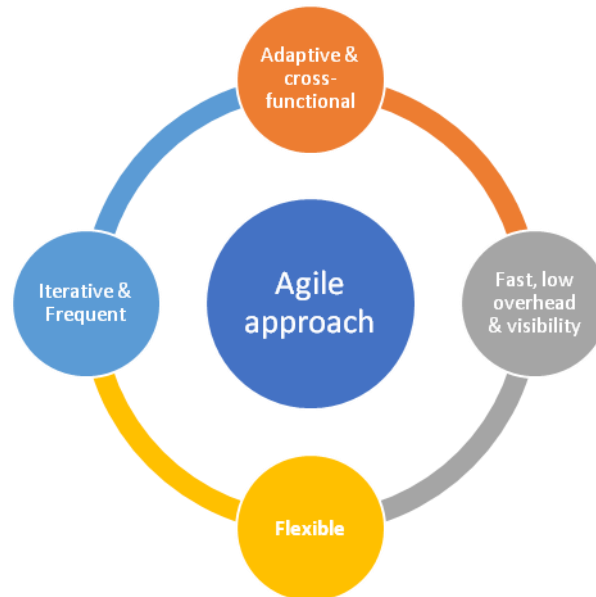 Adaptive &
cross-
functional
Iterative &
Frequent
Agile
approach
Fast, low
overhead
& visibility
Flexible